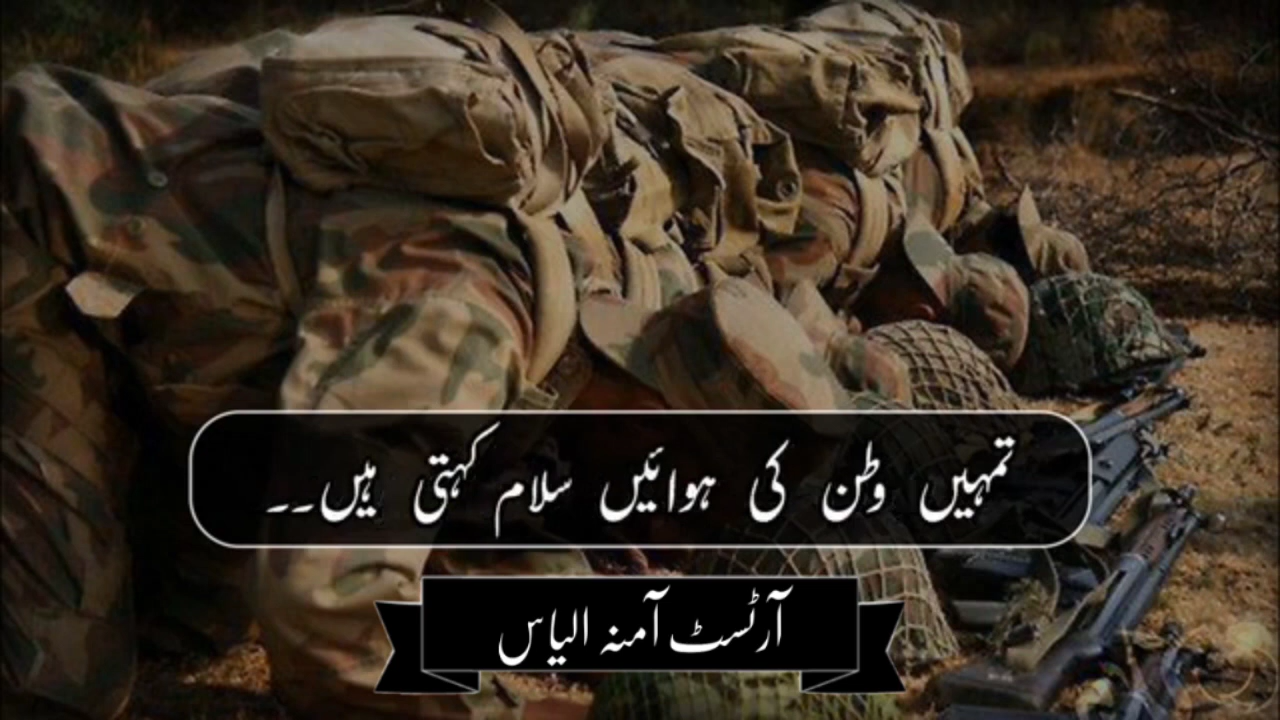 تمہیں وطن کی ہوائیں سلام کہتی ہیں۔۔
آرٹسٹ آمنہ الیاس